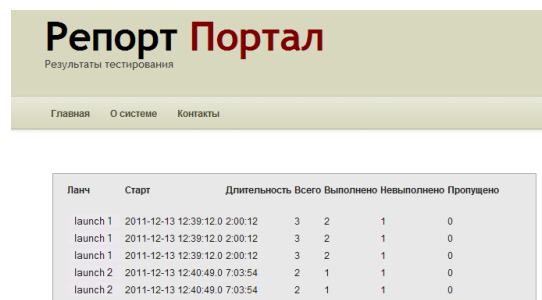 Репорт Портал
Результаты тестирования
Главная О системе Контакты
Ланч Старт Длительность Всего Выполнено Невыполнено Пропущено
launch 1 2011-12-13 12:39:12.0 2:00:12 3 2 1 0
launch 1 2011-12-13 12:39:12.0 2:00:12 3 2 1 0
launch 1 2011-12-13 12:39:12.0 2:00:12 3 2 1 0
launch 2 2011-12-13 12:40:49.0 7:03:54 2 1 1 0
launch 2 2011-12-13 12:40:49.0 7:03:54 2 1 1 0